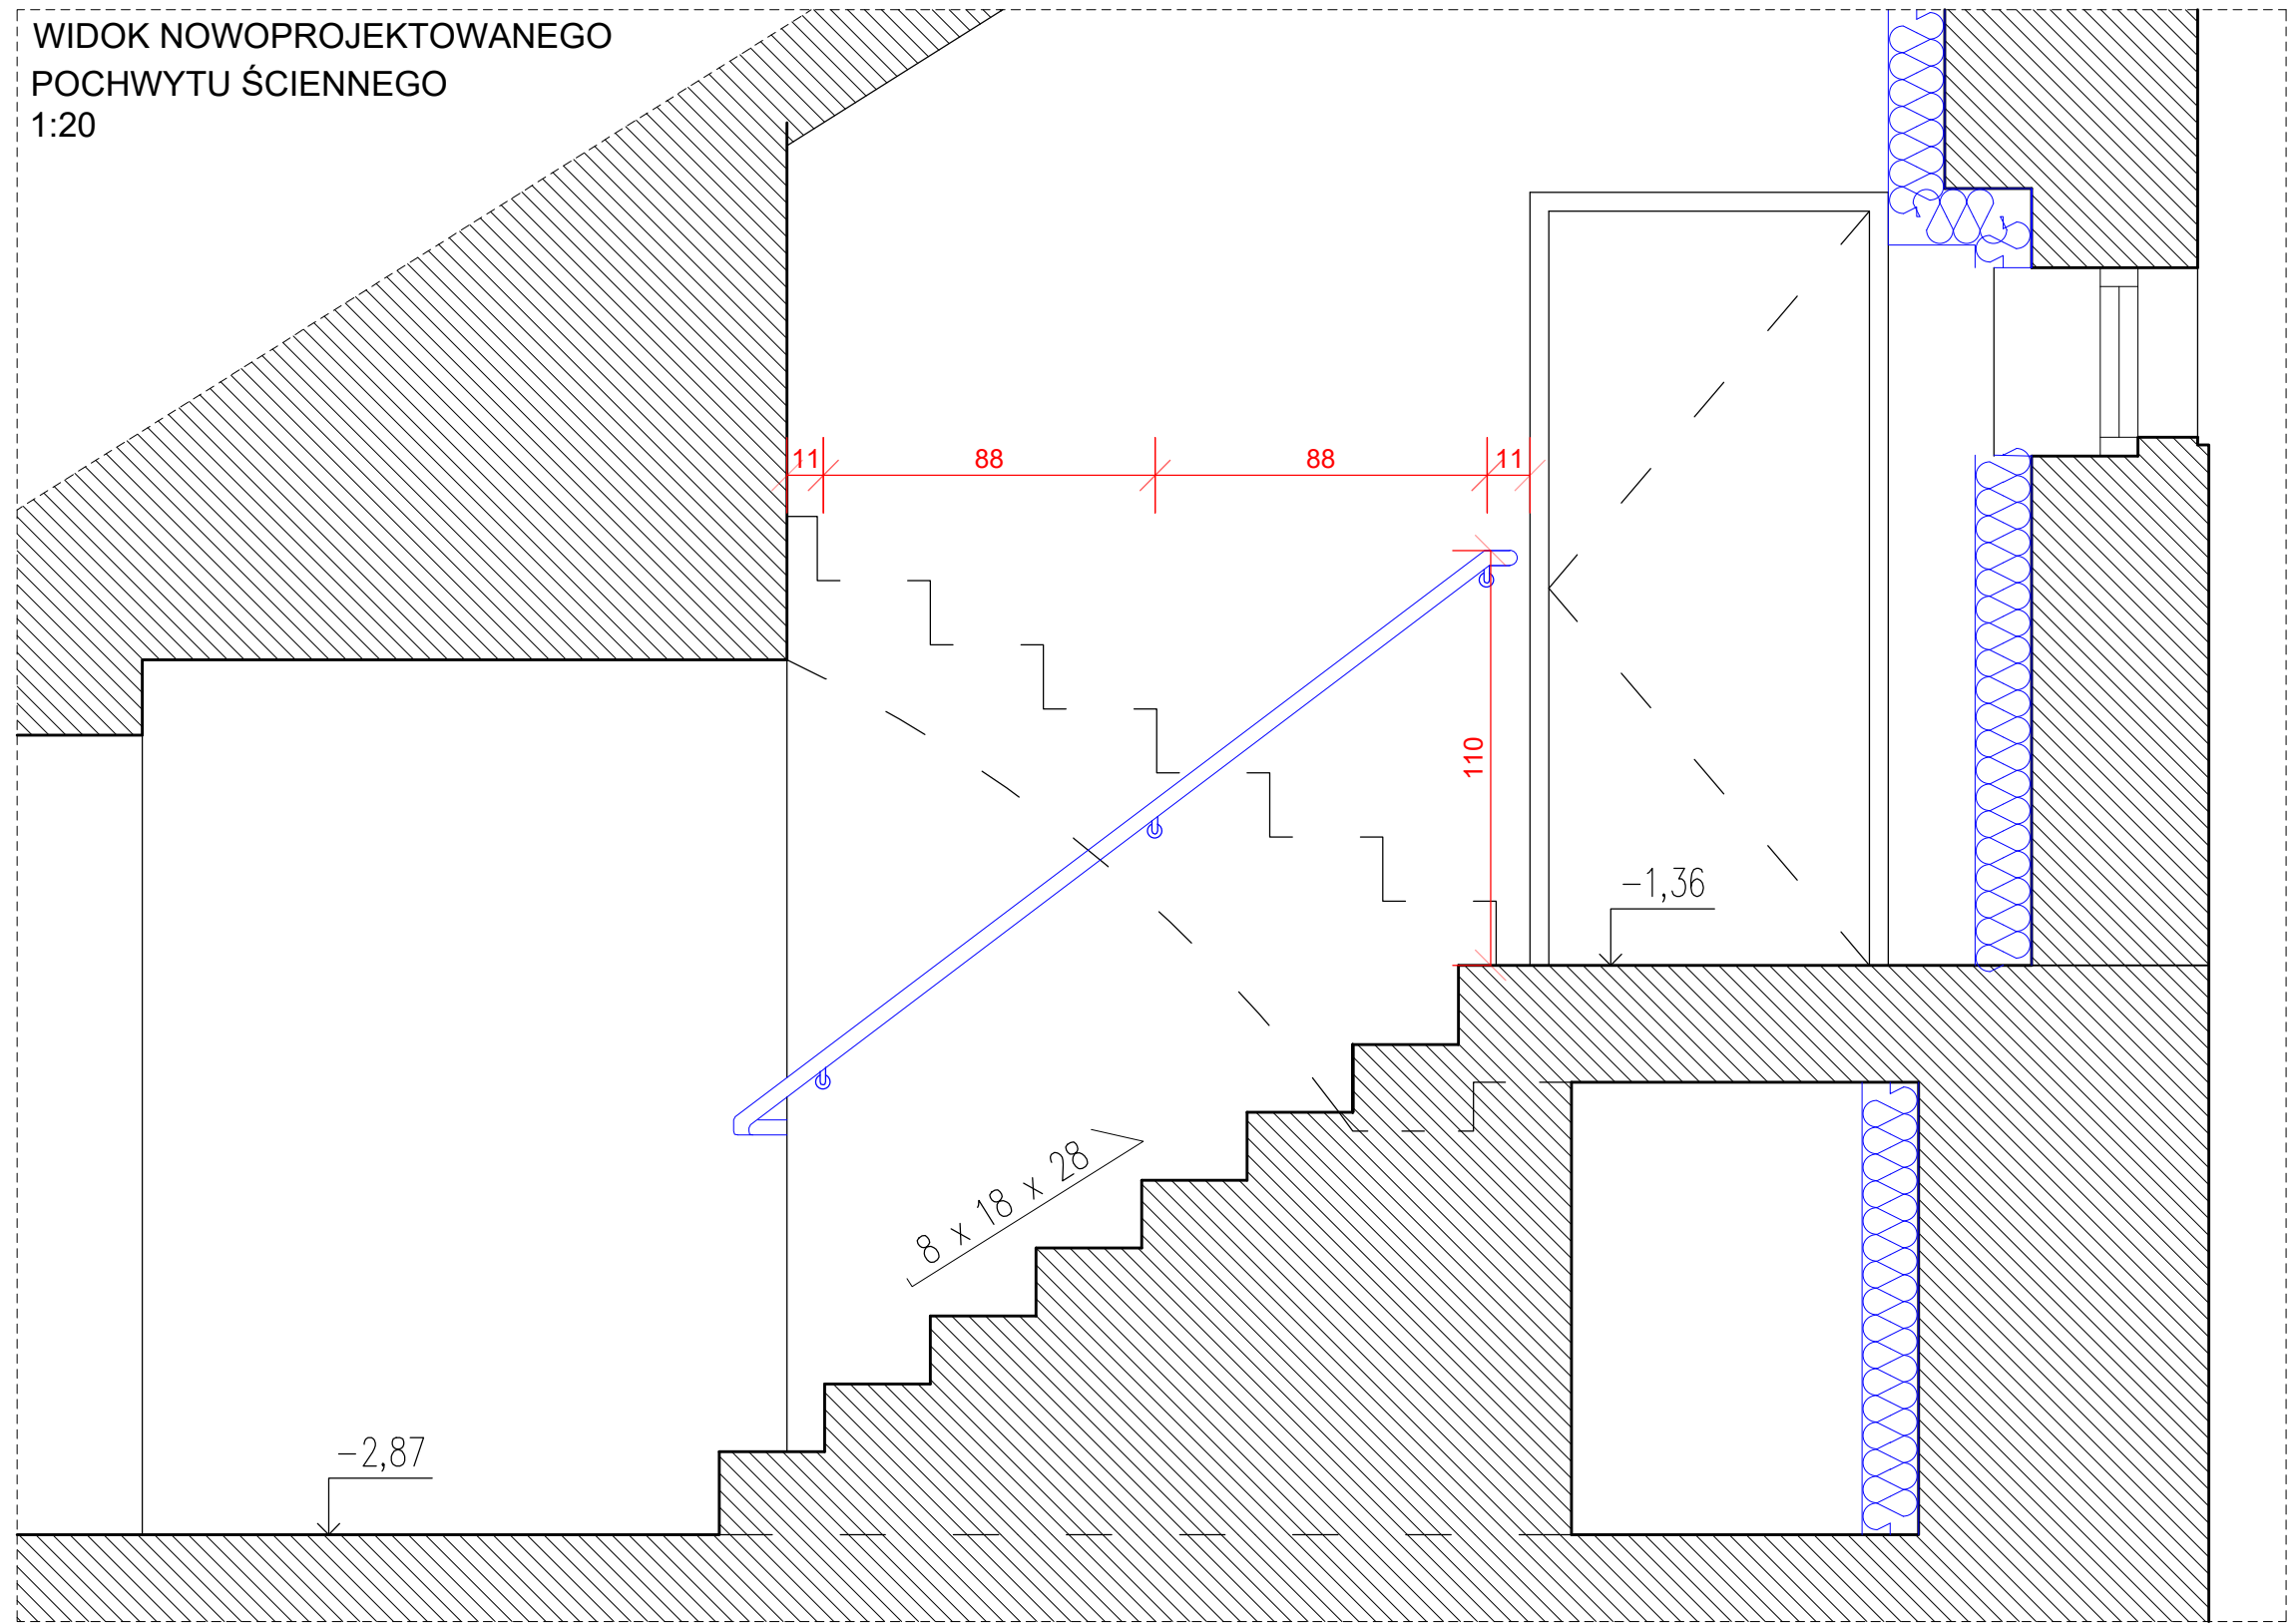 WIDOK NOWOPROJEKTOWANEGO
POCHWYTU ŚCIENNEGO
1:20
11 88 88 11
110
-1,36
8 x 18 x 28
-2,87